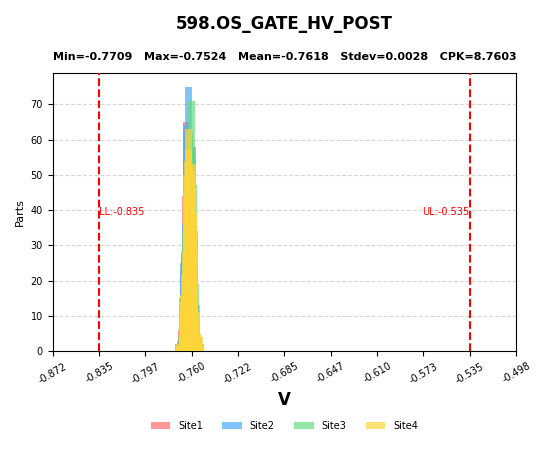 598.OS_GATE_HV_POST
Min=-0.7709 Max=-0.7524 Mean=-0.7618 Stdev=0.0028 CPK=8.7603
Parts
70
60
50
40
30
20
10
0
LL:-0.835
UL:-0.535
-0.872 -0.835 -0.797 -0.760 -0.722 -0.685 -0.647 -0.610 -0.573 -0.535 -0.498
V
Site1 Site2 Site3 Site4